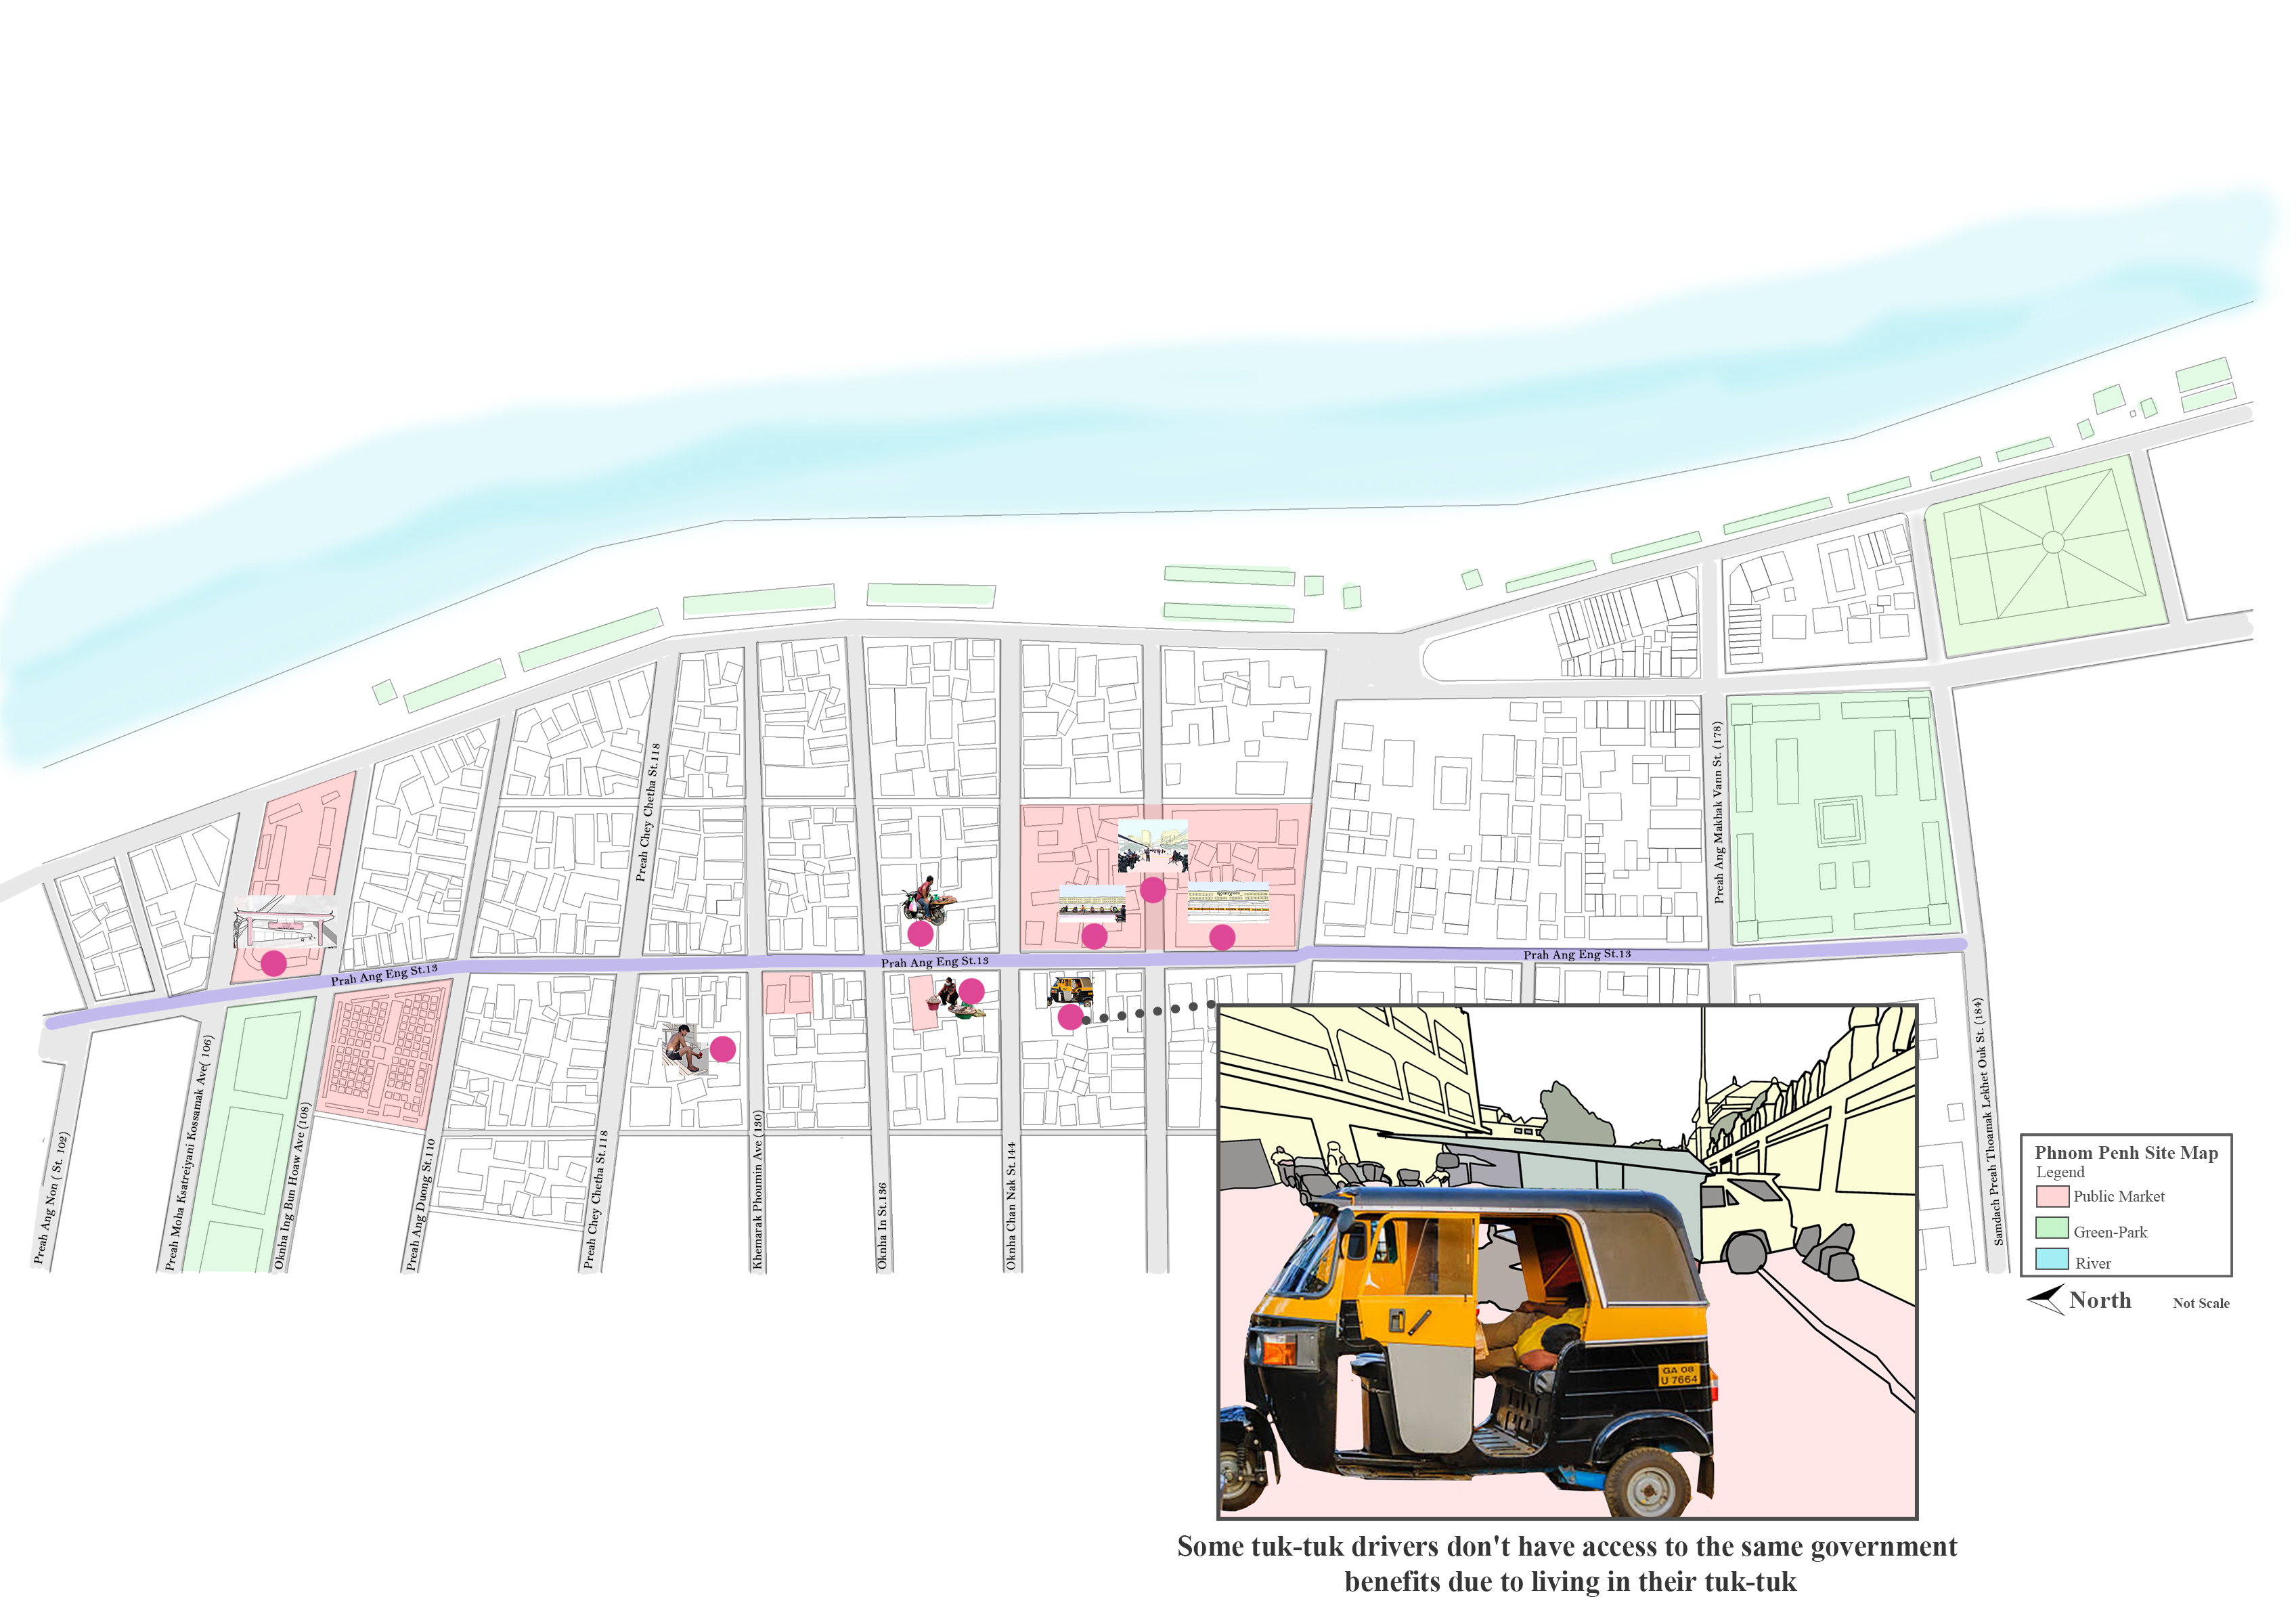 Preah Chey Chetha St.118
Preah Ang Makhak Vann St. (178)
Prah Ang Eng St.13
Prah Ang Eng St.13
Prah Ang Eng St.13
Preah Ang Non ( St. 102)
Preah Moha Ksatreiyani Kossamak Ave( 106)
Oknha Ing Bun Hoaw Ave (108)
Preah Ang Duong St.110
Preah Chey Chetha St.118
Khemarak Phoumin Ave (130)
Oknha In St.136
Oknha Chan Nak St.144
Samdach Preah Thoamak Lekhet Ouk St. (184)
Phnom Penh Site Map
Legend
Public Market
Green-Park
River
North
Not Scale
GA 08
U 7664
Some tuk-tuk drivers don't have access to the same government
benefits due to living in their tuk-tuk